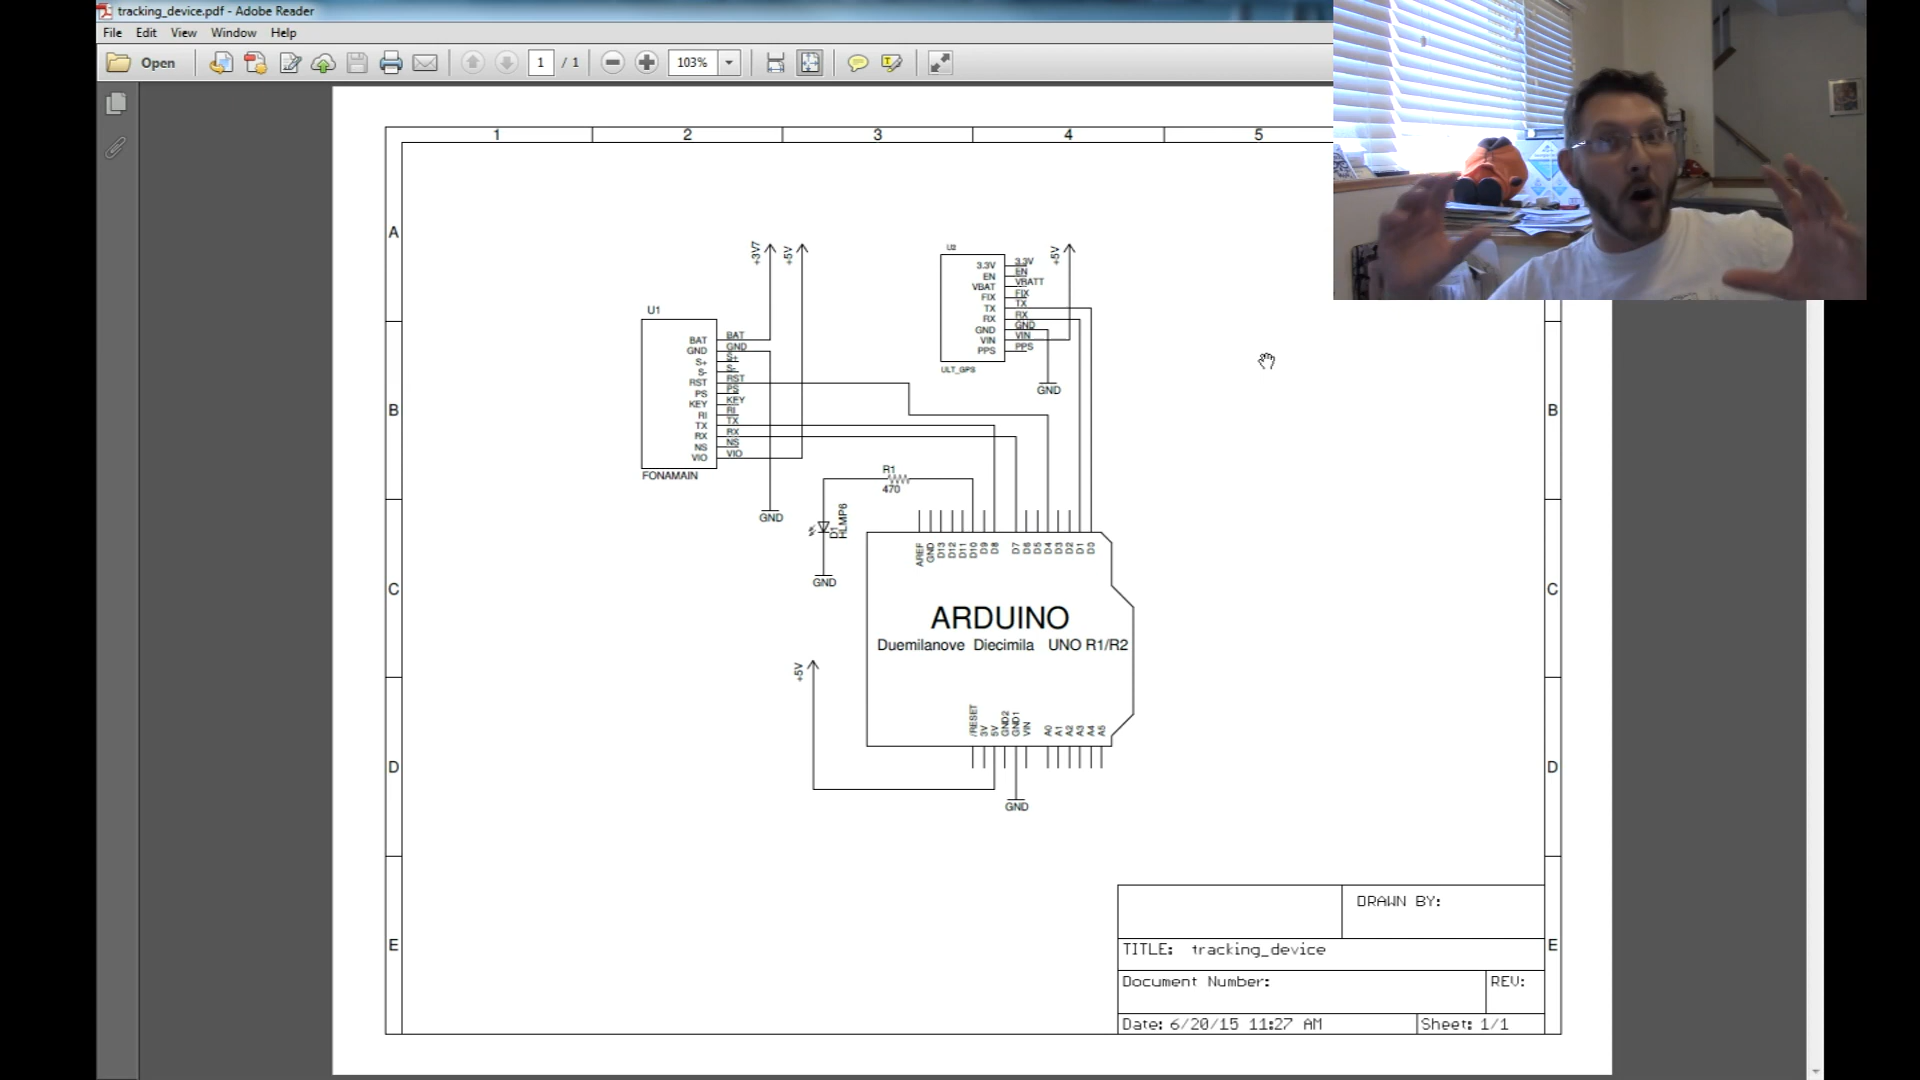 tracking_device.pdf - Adobe Reader
File Edit View Window Help
Open 1 / 1 103%
1 2 3 4 5
A
B B
C C
D D
E E
+3V7
+5V
U1
BAT BAT
GND GND
S+ S+
S- S-
RST RST
PS PS
KEY KEY
RI RI
TX TX
RX RX
NS NS
VIO VIO
FONAMAIN
GND
U2
+5V
3.3V 3.3V
EN EN
VBAT VBATT
FIX FIX
TX TX
RX RX
GND GND
VIN VIN
PPS PPS
ULT_GPS
GND
R1
470
D1
HLMP6
GND
AREF GND D13 D12 D11 D10 D9 D8 D7 D6 D5 D4 D3 D2 D1 D0
ARDUINO
Duemilanove Diecimila UNO R1/R2
+5V
/RESET 3V 5V GND2 GND1 VIN A0 A1 A2 A3 A4 A5
GND
DRAWN BY:
TITLE: tracking_device
Document Number: REV:
Date: 6/20/15 11:27 AM Sheet: 1/1